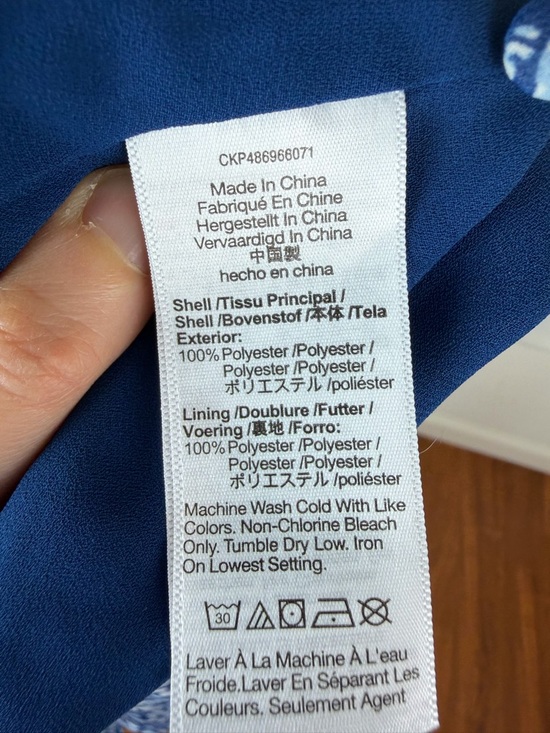 CKP486966071
Made In China
Fabriqué En Chine
Hergestellt In China
Vervaardigd In China
中国製
hecho en china
Shell /Tissu Principal /
Shell /Bovenstof /本体 /Tela
Exterior:
100% Polyester /Polyester /
Polyester /Polyester /
ポリエステル /poliéster
Lining /Doublure /Futter /
Voering /裏地 /Forro:
100% Polyester /Polyester /
Polyester /Polyester /
ポリエステル /poliéster
Machine Wash Cold With Like
Colors. Non-Chlorine Bleach
Only. Tumble Dry Low. Iron
On Lowest Setting.
30
Laver À La Machine À L'eau
Froide.Laver En Séparant Les
Couleurs. Seulement Agent